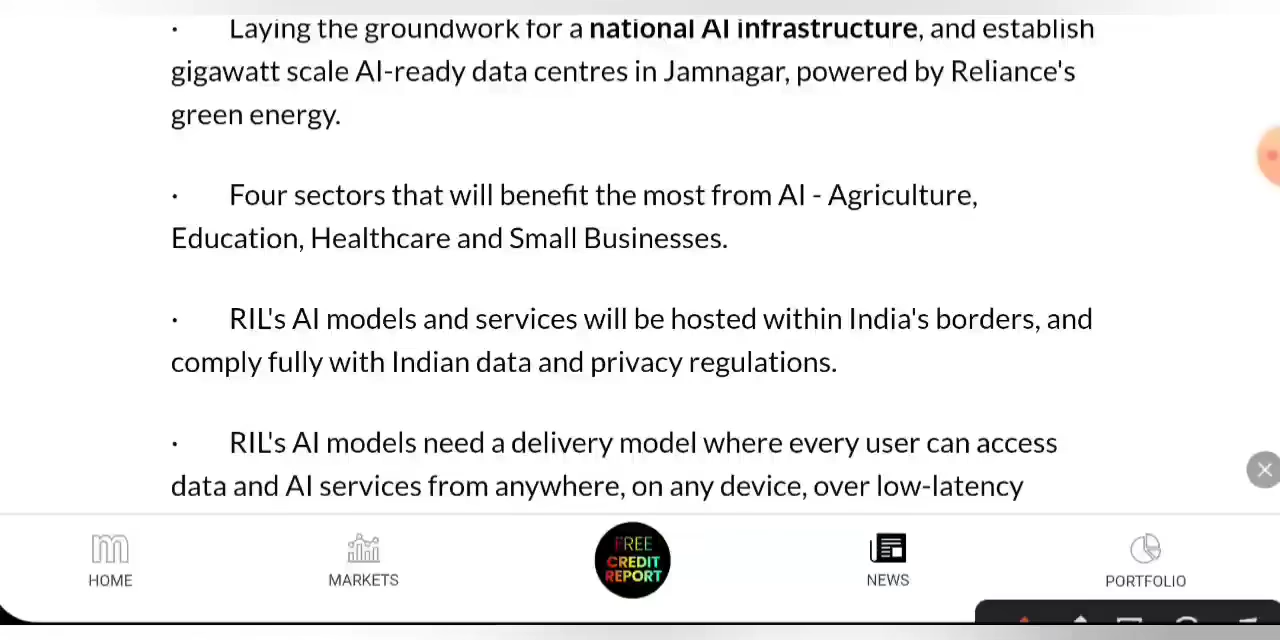 · Laying the groundwork for a national AI infrastructure, and establish
gigawatt scale AI-ready data centres in Jamnagar, powered by Reliance's
green energy.
· Four sectors that will benefit the most from AI - Agriculture,
Education, Healthcare and Small Businesses.
· RIL's AI models and services will be hosted within India's borders, and
comply fully with Indian data and privacy regulations.
· RIL's AI models need a delivery model where every user can access
data and AI services from anywhere, on any device, over low-latency
FREE
CREDIT
REPORT
HOME
MARKETS
NEWS
PORTFOLIO